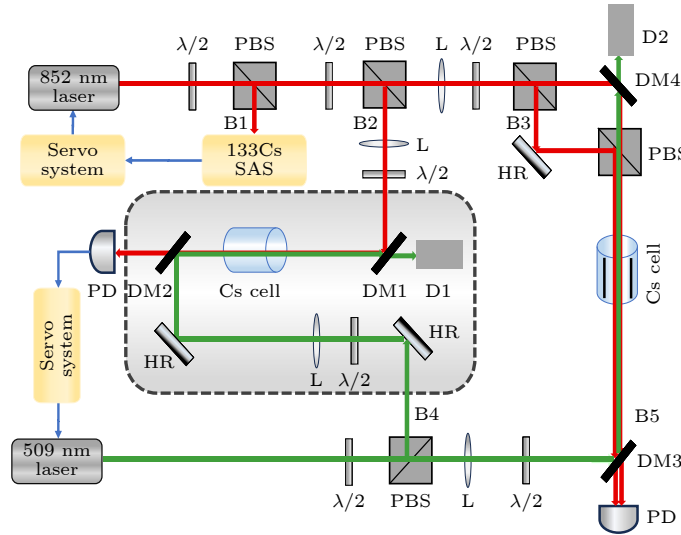 λ/2
PBS
λ/2
PBS
L
λ/2
PBS
D2
852 nm
laser
DM4
B1
B2
B3
Servo
system
133Cs
SAS
L
λ/2
HR
PBS
PD
DM2
Cs cell
DM1
D1
Cs cell
Servo
system
HR
L
λ/2
HR
B4
B5
509 nm
laser
λ/2
PBS
L
λ/2
DM3
PD